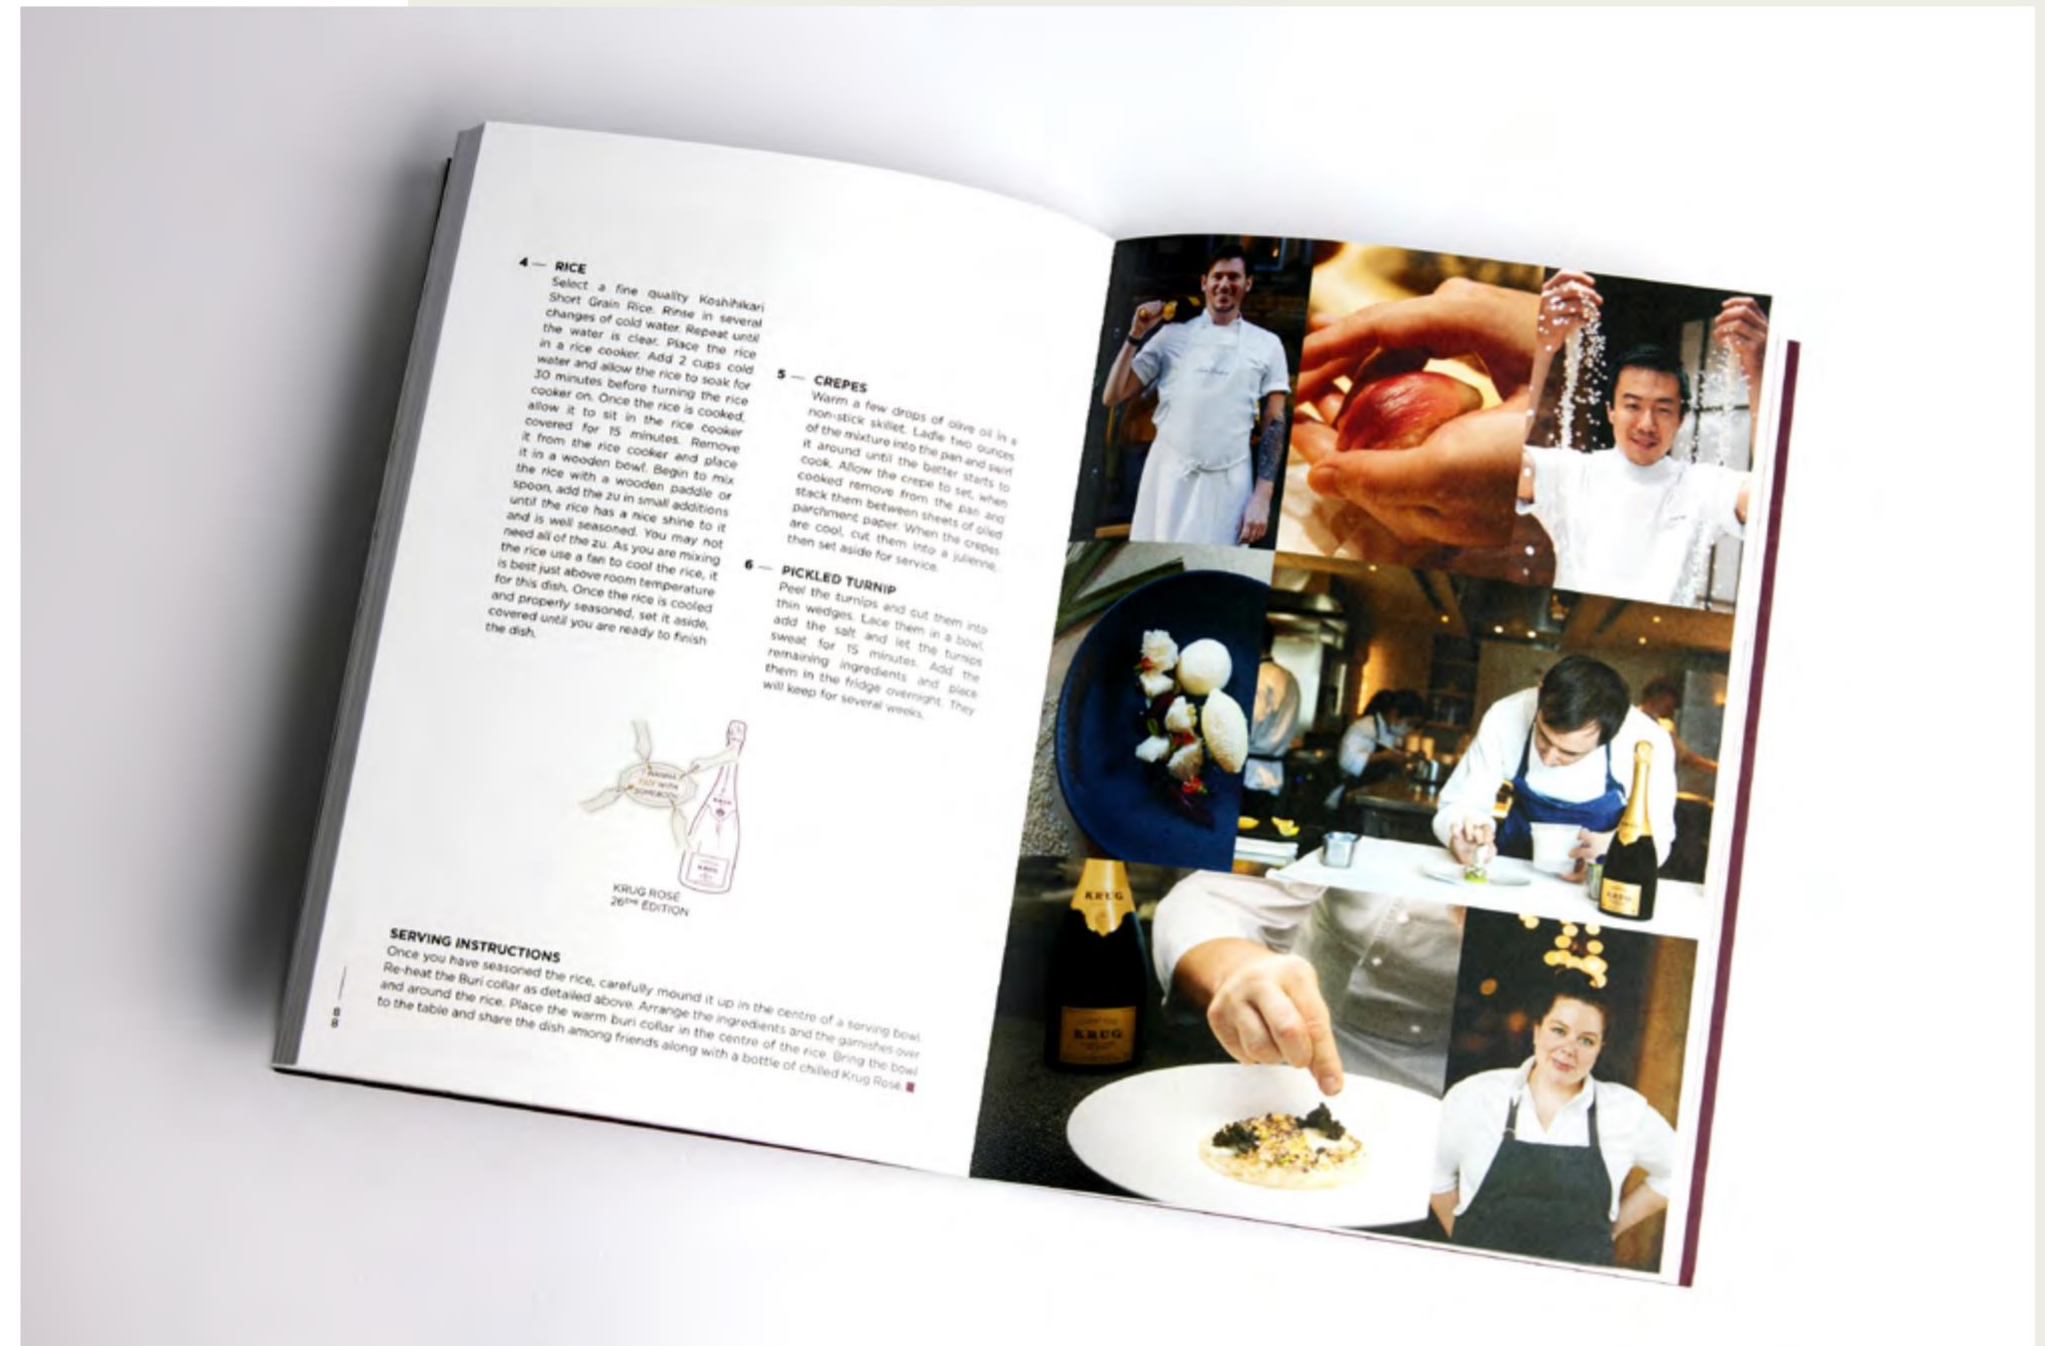 4 — RICE
Select a fine quality Koshihikari
Short Grain Rice. Rinse in several
changes of cold water. Repeat until
the water is clear. Place the rice
in a rice cooker. Add 2 cups cold
water and allow the rice to soak for
30 minutes before turning the rice
cooker on. Once the rice is cooked,
allow it to sit in the rice cooker
covered for 15 minutes. Remove
it from the rice cooker and place
it in a wooden bowl. Begin to mix
the rice with a wooden paddle or
spoon, add the zu in small additions
until the rice has a nice shine to it
and is well seasoned. You may not
need all of the zu. As you are mixing
the rice use a fan to cool the rice, it
is best just above room temperature
for this dish. Once the rice is cooled
and properly seasoned, set it aside,
covered until you are ready to finish
the dish.
5 — CREPES
Warm a few drops of olive oil in a
non-stick skillet. Ladle two ounces
of the mixture into the pan and swirl
it around until the batter starts to
cook. Allow the crepe to set, when
cooked remove from the pan and
stack them between sheets of oiled
parchment paper. When the crepes
are cool, cut them into a julienne,
then set aside for service.
6 — PICKLED TURNIP
Peel the turnips and cut them into
thin wedges. Lace them in a bowl,
add the salt and let the turnips
sweat for 15 minutes. Add the
remaining ingredients and place
them in the fridge overnight. They
will keep for several weeks.
WITH
SOMEBODY
KRUG
KRUG
KRUG ROSÉ
26ÈME ÉDITION
SERVING INSTRUCTIONS
Once you have seasoned the rice, carefully mound it up in the centre of a serving bowl.
Re-heat the Buri collar as detailed above. Arrange the ingredients and the garnishes over
and around the rice. Place the warm buri collar in the centre of the rice. Bring the bowl
to the table and share the dish among friends along with a bottle of chilled Krug Rosé.
88
KRUG
KRUG
KRUG